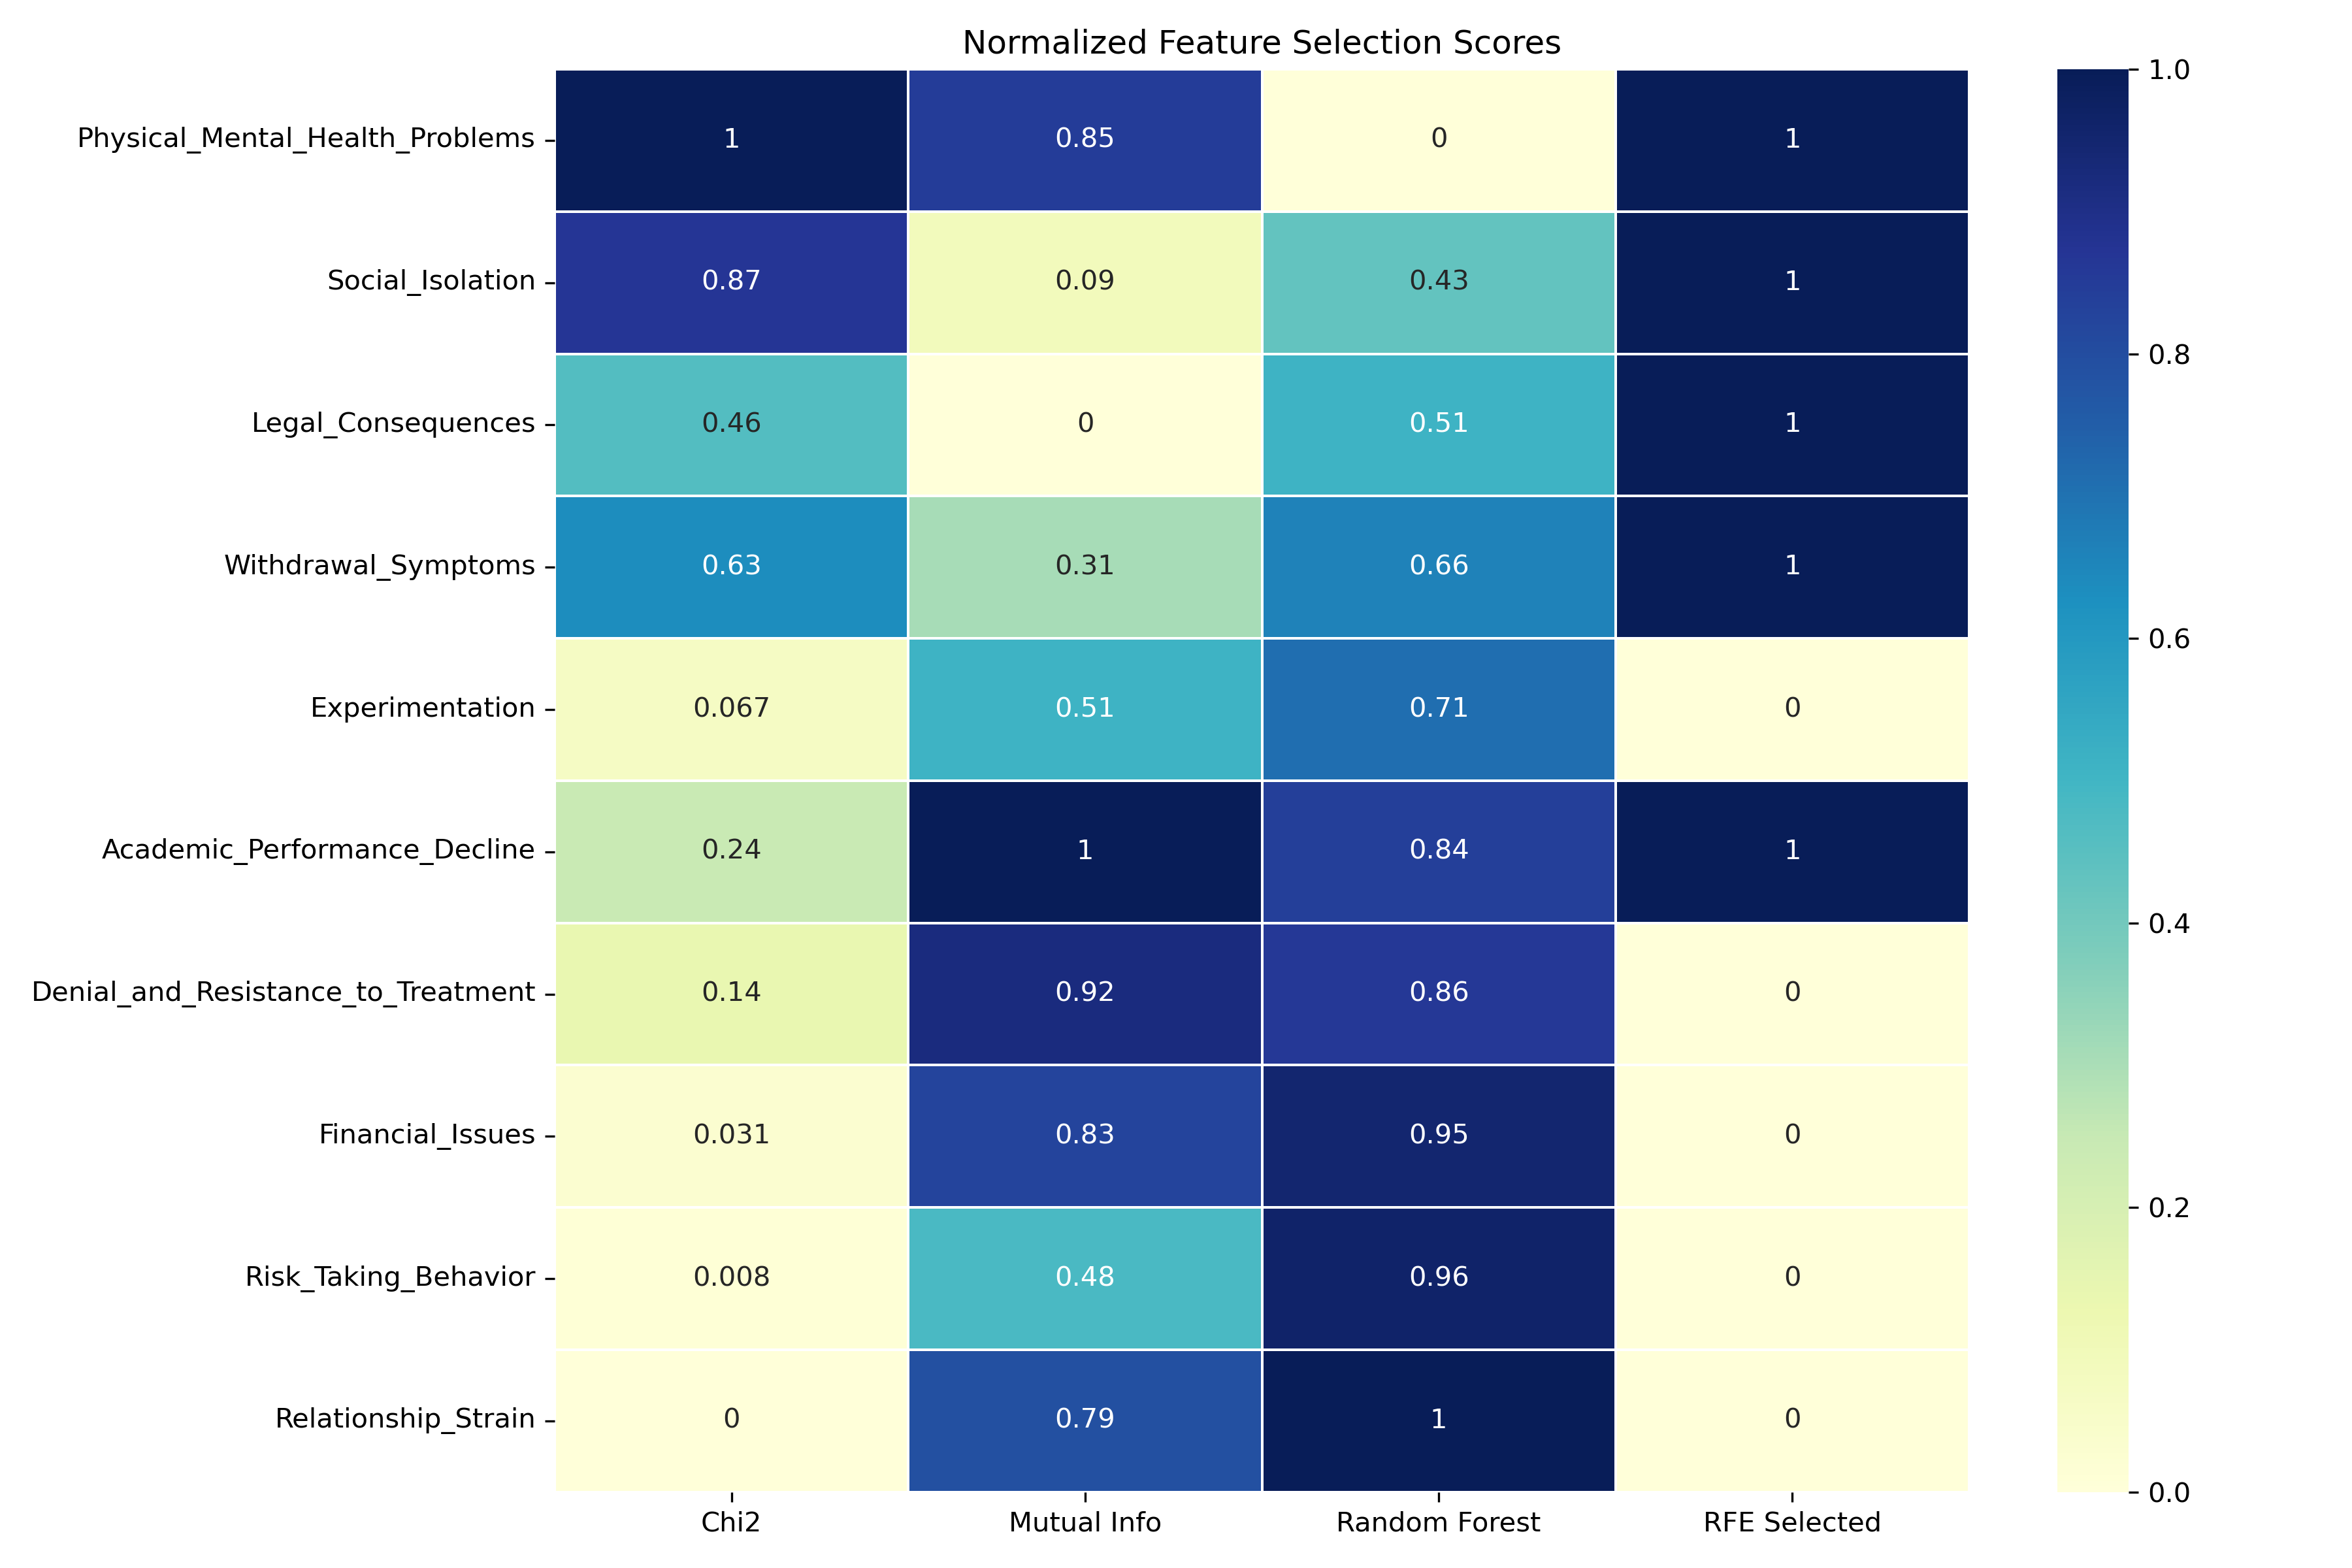 Normalized Feature Selection Scores
Physical_Mental_Health_Problems 1 0.85 0 1
Social_Isolation 0.87 0.09 0.43 1
Legal_Consequences 0.46 0 0.51 1
Withdrawal_Symptoms 0.63 0.31 0.66 1
Experimentation 0.067 0.51 0.71 0
Academic_Performance_Decline 0.24 1 0.84 1
Denial_and_Resistance_to_Treatment 0.14 0.92 0.86 0
Financial_Issues 0.031 0.83 0.95 0
Risk_Taking_Behavior 0.008 0.48 0.96 0
Relationship_Strain 0 0.79 1 0
Chi2 Mutual Info Random Forest RFE Selected
1.0
0.8
0.6
0.4
0.2
0.0